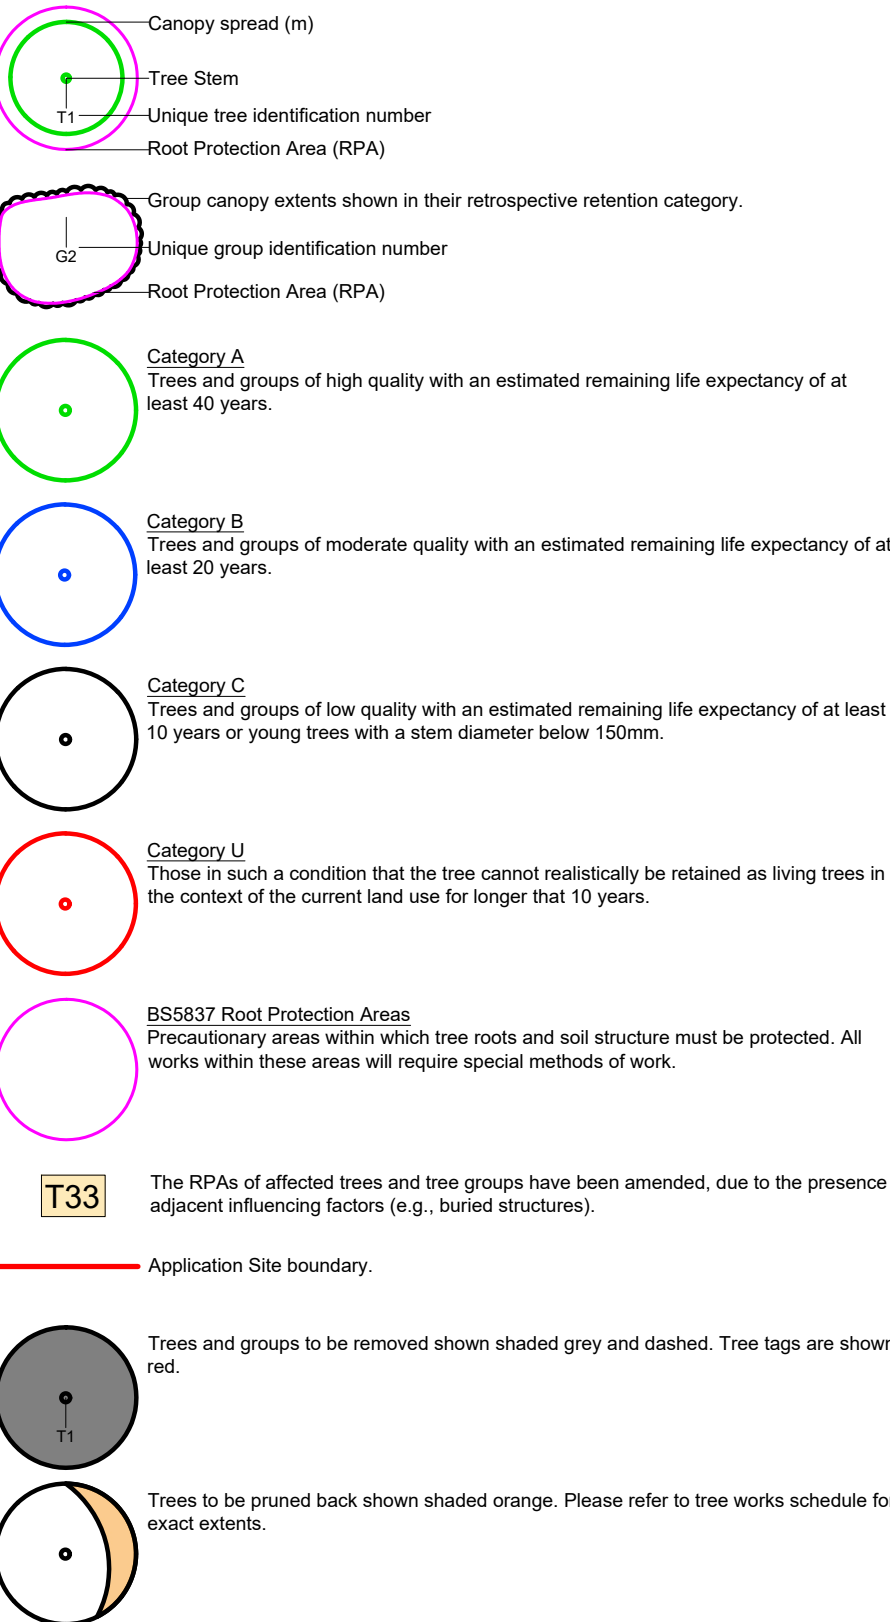 Canopy spread (m)
Tree Stem
T1
Unique tree identification number
Root Protection Area (RPA)
Group canopy extents shown in their retrospective retention category.
G2
Unique group identification number
Root Protection Area (RPA)
Category A
Trees and groups of high quality with an estimated remaining life expectancy of at
least 40 years.
Category B
Trees and groups of moderate quality with an estimated remaining life expectancy of at
least 20 years.
Category C
Trees and groups of low quality with an estimated remaining life expectancy of at least
10 years or young trees with a stem diameter below 150mm.
Category U
Those in such a condition that the tree cannot realistically be retained as living trees in
the context of the current land use for longer that 10 years.
BS5837 Root Protection Areas
Precautionary areas within which tree roots and soil structure must be protected. All
works within these areas will require special methods of work.
T33
The RPAs of affected trees and tree groups have been amended, due to the presence
adjacent influencing factors (e.g., buried structures).
Application Site boundary.
Trees and groups to be removed shown shaded grey and dashed. Tree tags are shown
red.
T1
Trees to be pruned back shown shaded orange. Please refer to tree works schedule for
exact extents.